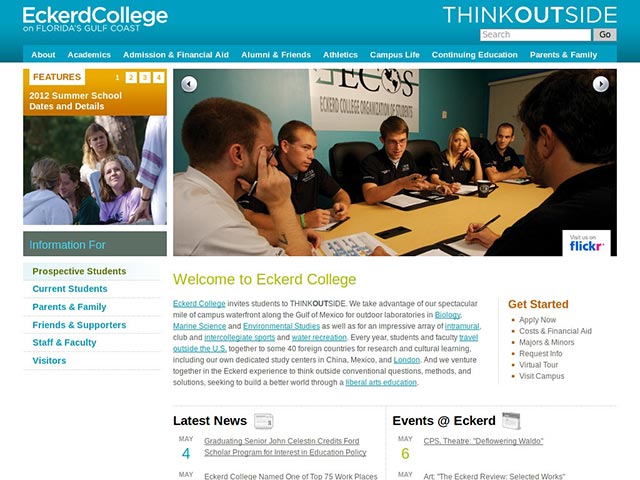 EckerdCollege
on FLORIDA'S GULF COAST
THINKOUTSIDE
Search
Go
About Academics Admission & Financial Aid Alumni & Friends Athletics Campus Life Continuing Education Parents & Family
FEATURES 1 2 3 4
2012 Summer School
Dates and Details
ECOS
ECKERD COLLEGE ORGANIZATION OF STUDENTS
Visit us on
flickr
Information For
Prospective Students
Current Students
Parents & Family
Friends & Supporters
Staff & Faculty
Visitors
Welcome to Eckerd College
Eckerd College invites students to THINKOUTSIDE. We take advantage of our spectacular
mile of campus waterfront along the Gulf of Mexico for outdoor laboratories in Biology,
Marine Science and Environmental Studies as well as for an impressive array of intramural,
club and intercollegiate sports and water recreation. Every year, students and faculty travel
outside the U.S. together to some 40 foreign countries for research and cultural learning,
including our own dedicated study centers in China, Mexico, and London. And we venture
together in the Eckerd experience to think outside conventional questions, methods, and
solutions, seeking to build a better world through a liberal arts education.
Get Started
Apply Now
Costs & Financial Aid
Majors & Minors
Request Info
Virtual Tour
Visit Campus
Latest News
MAY
4
Graduating Senior John Celestin Credits Ford
Scholar Program for Interest in Education Policy
MAY
Eckerd College Named One of Top 75 Work Places
Events @ Eckerd
MAY
6
CPS, Theatre: "Deflowering Waldo"
MAY
Art: "The Eckerd Review: Selected Works"